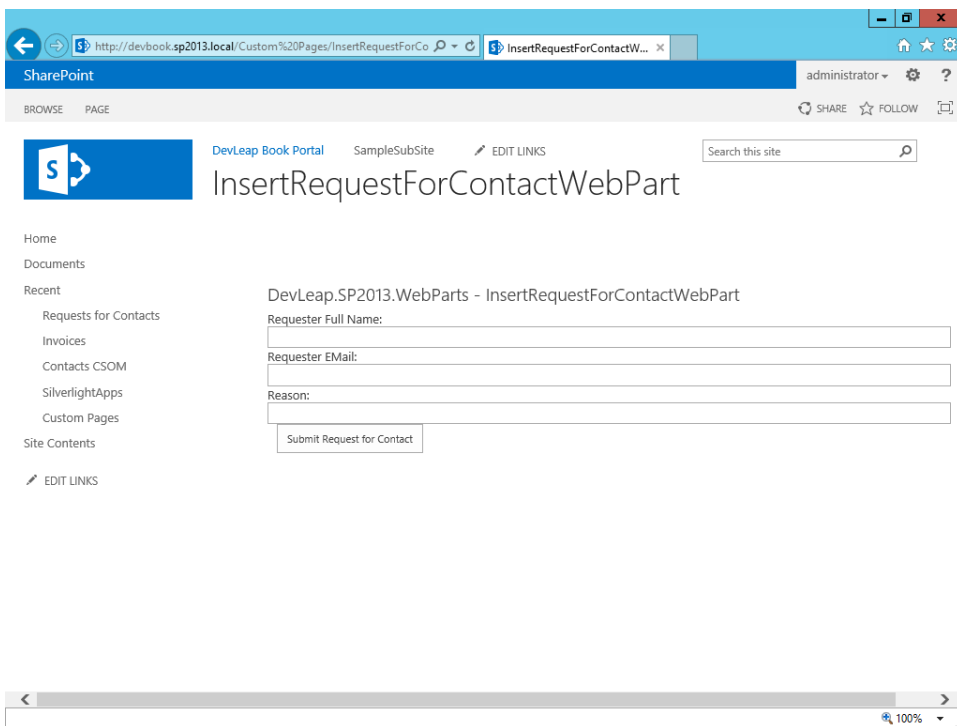 http://devbook.sp2013.local/Custom%20Pages/InsertRequestForCo
InsertRequestForContactW...
SharePoint
administrator
?
BROWSE PAGE
SHARE FOLLOW
S
DevLeap Book Portal SampleSubSite EDIT LINKS
Search this site
InsertRequestForContactWebPart
Home
Documents
Recent
Requests for Contacts
Invoices
Contacts CSOM
SilverlightApps
Custom Pages
Site Contents
EDIT LINKS
DevLeap.SP2013.WebParts - InsertRequestForContactWebPart
Requester Full Name:
Requester EMail:
Reason:
Submit Request for Contact
100%